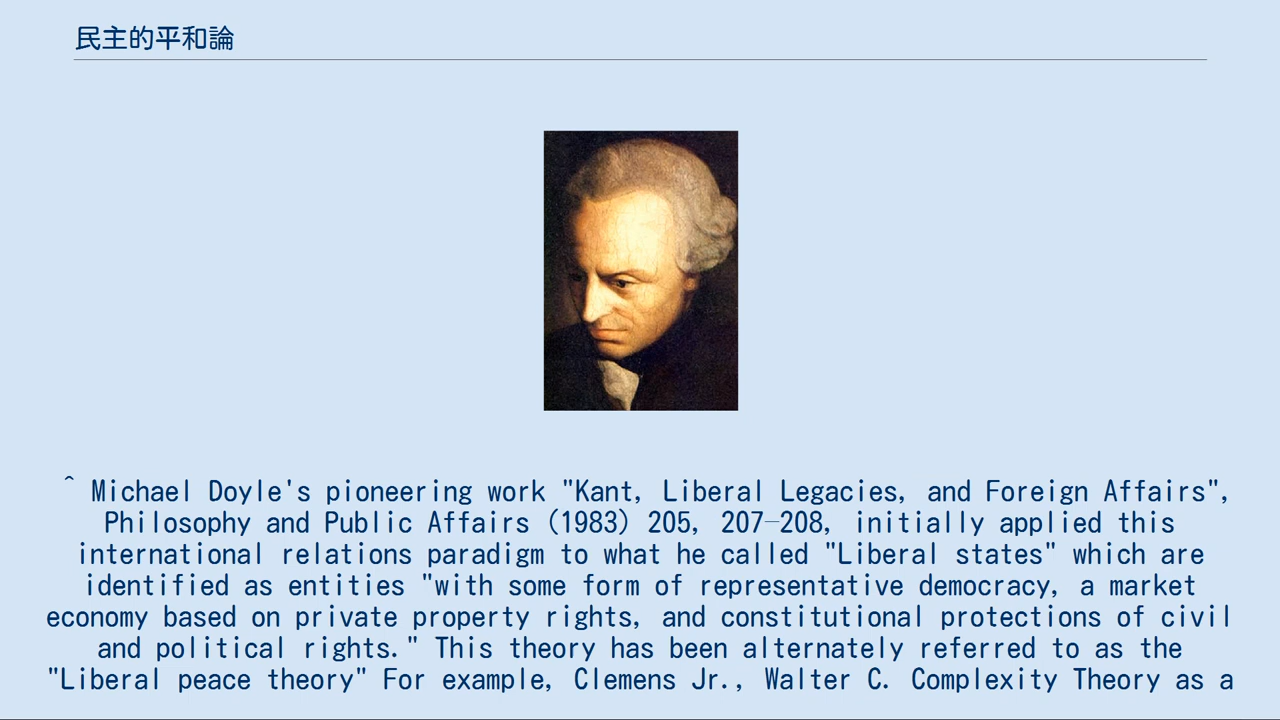 民主的平和論
^ Michael Doyle's pioneering work "Kant, Liberal Legacies, and Foreign Affairs",
Philosophy and Public Affairs (1983) 205, 207–208, initially applied this
international relations paradigm to what he called "Liberal states" which are
identified as entities "with some form of representative democracy, a market
economy based on private property rights, and constitutional protections of civil
and political rights." This theory has been alternately referred to as the
"Liberal peace theory" For example, Clemens Jr., Walter C. Complexity Theory as a